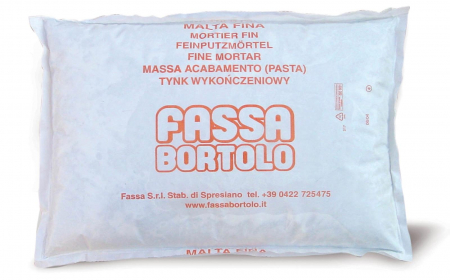 MALTA FINA
MORTIER FIN
FEINPUTZMÖRTEL
FINE MORTAR
MASSA ACABAMENTO (PASTA)
TYNK WYKOŃCZENIOWY
FASSA
BORTOLO
Fassa S.r.l. Stab. di Spresiano tel. +39 0422 725475
www.fassabortolo.it
MALTA FINA